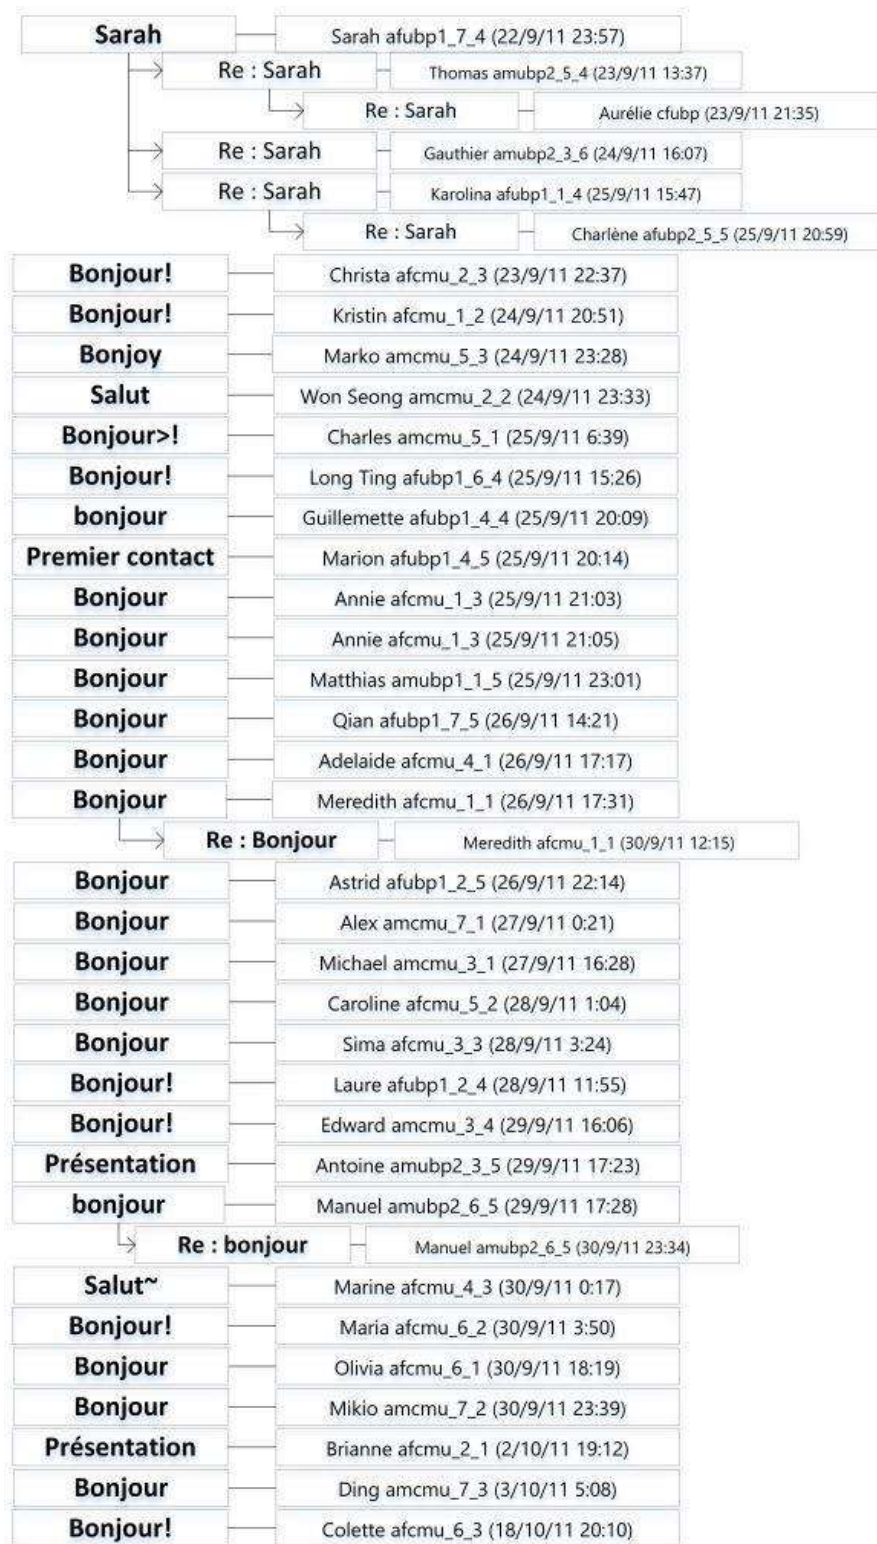 Sarah Sarah afubp1_7_4 (22/9/11 23:57)
Re : Sarah Thomas amubp2_5_4 (23/9/11 13:37)
Re : Sarah Aurélie cfubp (23/9/11 21:35)
Re : Sarah Gauthier amubp2_3_6 (24/9/11 16:07)
Re : Sarah Karolina afubp1_1_4 (25/9/11 15:47)
Re : Sarah Charlène afubp2_5_5 (25/9/11 20:59)
Bonjour! Christa afcmu_2_3 (23/9/11 22:37)
Bonjour! Kristin afcmu_1_2 (24/9/11 20:51)
Bonjoy Marko amcmu_5_3 (24/9/11 23:28)
Salut Won Seong amcmu_2_2 (24/9/11 23:33)
Bonjour>! Charles amcmu_5_1 (25/9/11 6:39)
Bonjour! Long Ting afubp1_6_4 (25/9/11 15:26)
bonjour Guillemette afubp1_4_4 (25/9/11 20:09)
Premier contact Marion afubp1_4_5 (25/9/11 20:14)
Bonjour Annie afcmu_1_3 (25/9/11 21:03)
Bonjour Annie afcmu_1_3 (25/9/11 21:05)
Bonjour Matthias amubp1_1_5 (25/9/11 23:01)
Bonjour Qian afubp1_7_5 (26/9/11 14:21)
Bonjour Adelaide afcmu_4_1 (26/9/11 17:17)
Bonjour Meredith afcmu_1_1 (26/9/11 17:31)
Re : Bonjour Meredith afcmu_1_1 (30/9/11 12:15)
Bonjour Astrid afubp1_2_5 (26/9/11 22:14)
Bonjour Alex amcmu_7_1 (27/9/11 0:21)
Bonjour Michael amcmu_3_1 (27/9/11 16:28)
Bonjour Caroline afcmu_5_2 (28/9/11 1:04)
Bonjour Sima afcmu_3_3 (28/9/11 3:24)
Bonjour! Laure afubp1_2_4 (28/9/11 11:55)
Bonjour! Edward amcmu_3_4 (29/9/11 16:06)
Présentation Antoine amubp2_3_5 (29/9/11 17:23)
bonjour Manuel amubp2_6_5 (29/9/11 17:28)
Re : bonjour Manuel amubp2_6_5 (30/9/11 23:34)
Salut~ Marine afcmu_4_3 (30/9/11 0:17)
Bonjour! Maria afcmu_6_2 (30/9/11 3:50)
Bonjour Olivia afcmu_6_1 (30/9/11 18:19)
Bonjour Mikio amcmu_7_2 (30/9/11 23:39)
Présentation Brianne afcmu_2_1 (2/10/11 19:12)
Bonjour Ding amcmu_7_3 (3/10/11 5:08)
Bonjour! Colette afcmu_6_3 (18/10/11 20:10)